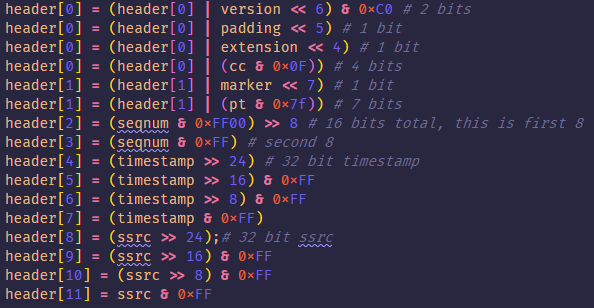 header[0] = (header[0] | version << 6) & 0xC0 # 2 bits
header[0] = (header[0] | padding << 5) # 1 bit
header[0] = (header[0] | extension << 4) # 1 bit
header[0] = (header[0] | (cc & 0x0F)) # 4 bits
header[1] = (header[1] | marker << 7) # 1 bit
header[1] = (header[1] | (pt & 0x7f)) # 7 bits
header[2] = (seqnum & 0xFF00) >> 8 # 16 bits total, this is first 8
header[3] = (seqnum & 0xFF) # second 8
header[4] = (timestamp >> 24) # 32 bit timestamp
header[5] = (timestamp >> 16) & 0xFF
header[6] = (timestamp >> 8) & 0xFF
header[7] = (timestamp & 0xFF)
header[8] = (ssrc >> 24);# 32 bit ssrc
header[9] = (ssrc >> 16) & 0xFF
header[10] = (ssrc >> 8) & 0xFF
header[11] = ssrc & 0xFF